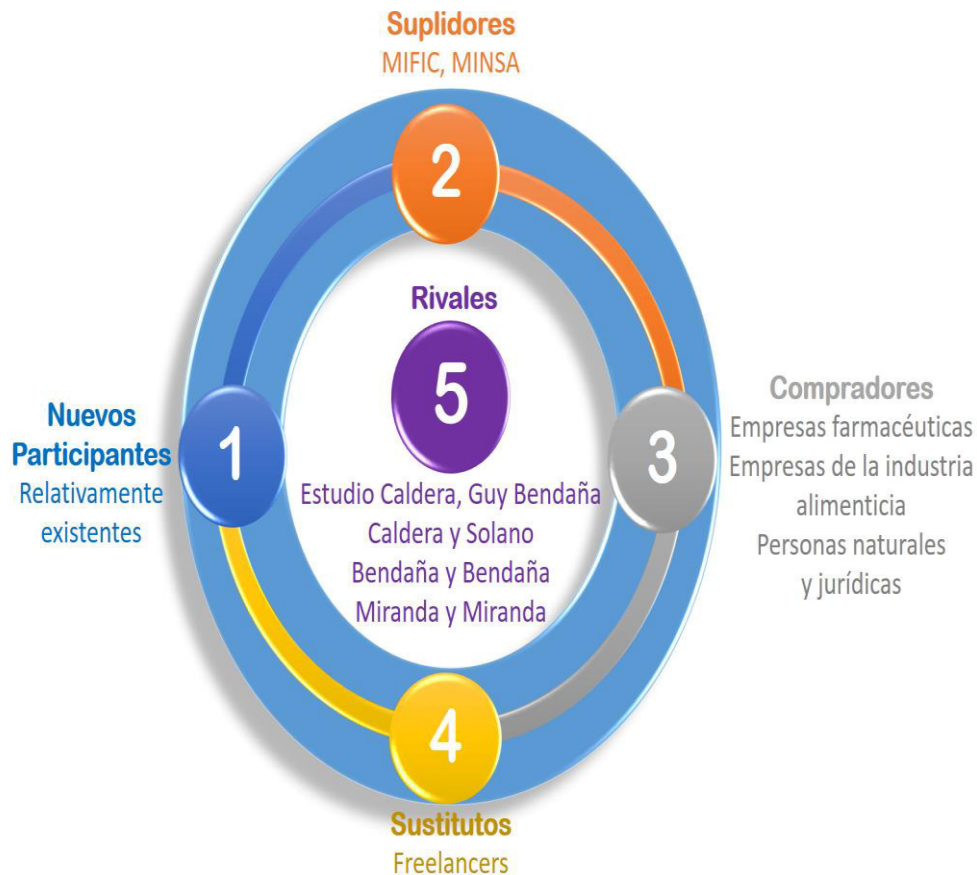 Suplidores
MIFIC, MINSA
2
Rivales
5
Estudio Caldera, Guy Bendaña
Caldera y Solano
Bendaña y Bendaña
Miranda y Miranda
Nuevos
Participantes
Relativamente
existentes
1
3
Compradores
Empresas farmacéuticas
Empresas de la industria
alimenticia
Personas naturales
y jurídicas
4
Sustitutos
Freelancers